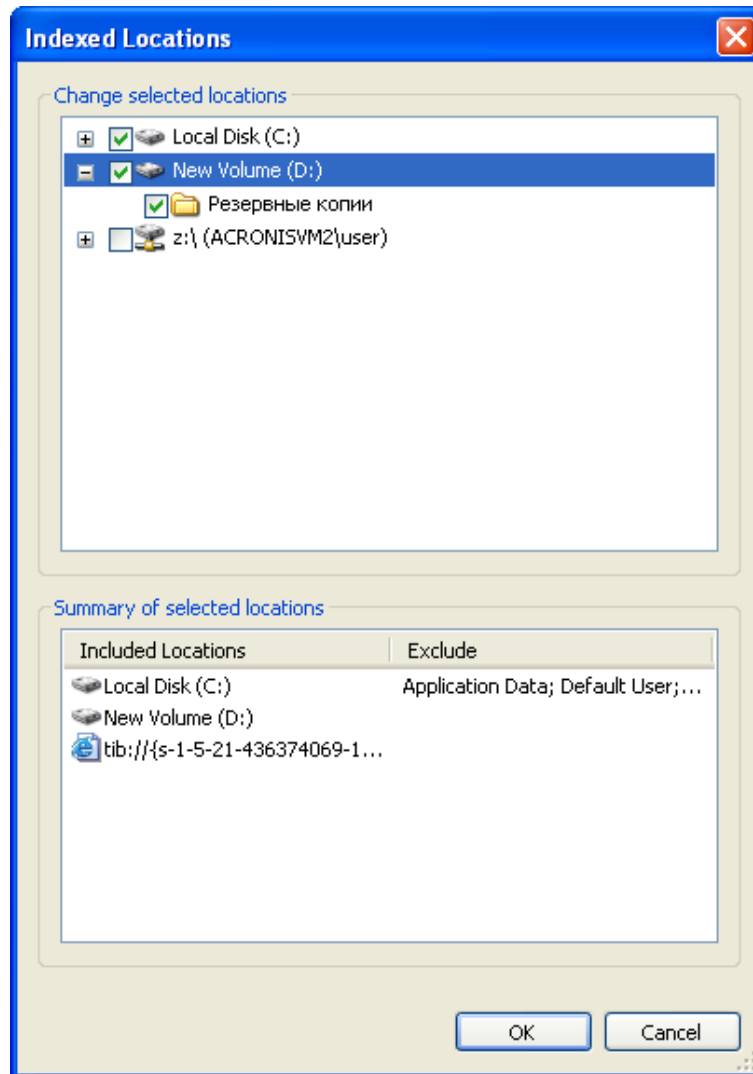 Indexed Locations
Change selected locations
Local Disk (C:)
New Volume (D:)
Резервные копии
z:\ (ACRONISVM2\user)
Summary of selected locations
Included Locations Exclude
Local Disk (C:) Application Data; Default User;...
New Volume (D:)
tib://{s-1-5-21-436374069-1...
OK Cancel